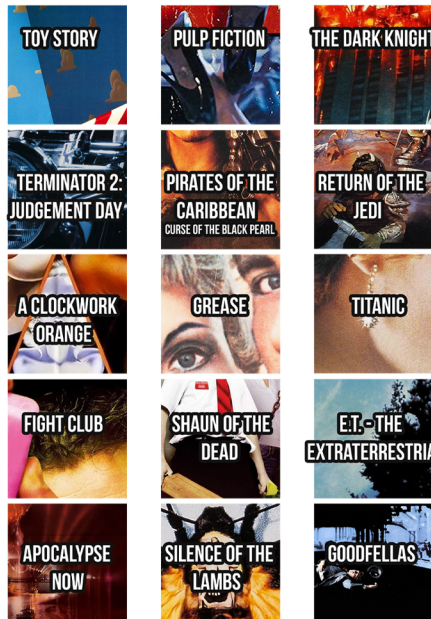 TOY STORY
PULP FICTION
THE DARK KNIGHT
TERMINATOR 2:
JUDGEMENT DAY
PIRATES OF THE
CARIBBEAN
CURSE OF THE BLACK PEARL
RETURN OF THE
JEDI
A CLOCKWORK
ORANGE
GREASE
TITANIC
FIGHT CLUB
SHAUN OF THE
DEAD
E.T. - THE
EXTRATERRESTRIA
APOCALYPSE
NOW
SILENCE OF THE
LAMBS
GOODFELLAS